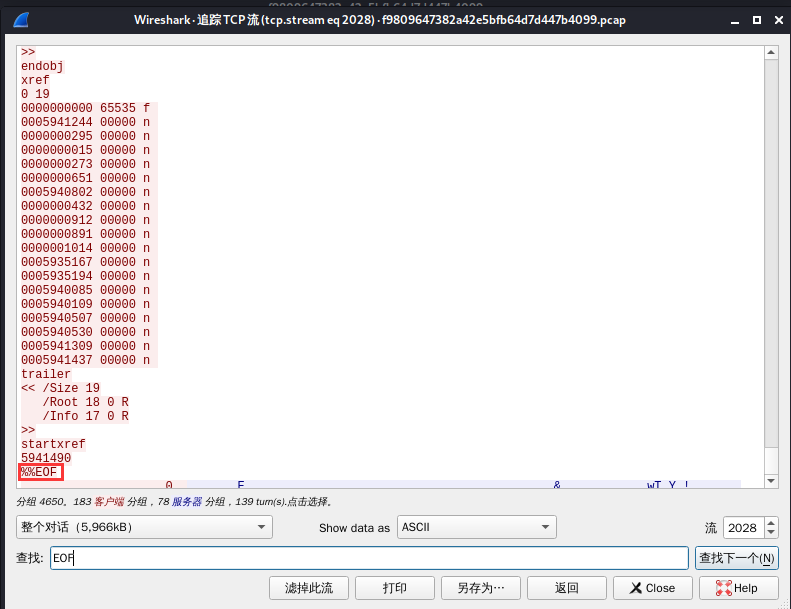 Wireshark · 追踪 TCP 流 (tcp.stream eq 2028) · f9809647382a42e5bfb64d7d447b4099.pcap
>>
endobj
xref
0 19
0000000000 65535 f
0005941244 00000 n
0000000295 00000 n
0000000015 00000 n
0000000273 00000 n
0000000651 00000 n
0005940802 00000 n
0000000432 00000 n
0000000912 00000 n
0000000891 00000 n
0000001014 00000 n
0005935167 00000 n
0005935194 00000 n
0005940085 00000 n
0005940109 00000 n
0005940507 00000 n
0005940530 00000 n
0005941309 00000 n
0005941437 00000 n
trailer
<< /Size 19
/Root 18 0 R
/Info 17 0 R
>>
startxref
5941490
%%EOF
分组 4650。183 客户端 分组，78 服务器 分组，139 turn(s).点击选择。
整个对话（5,966kB） Show data as ASCII 流 2028
查找: EOF 查找下一个(N)
滤掉此流 打印 另存为… 返回 Close Help